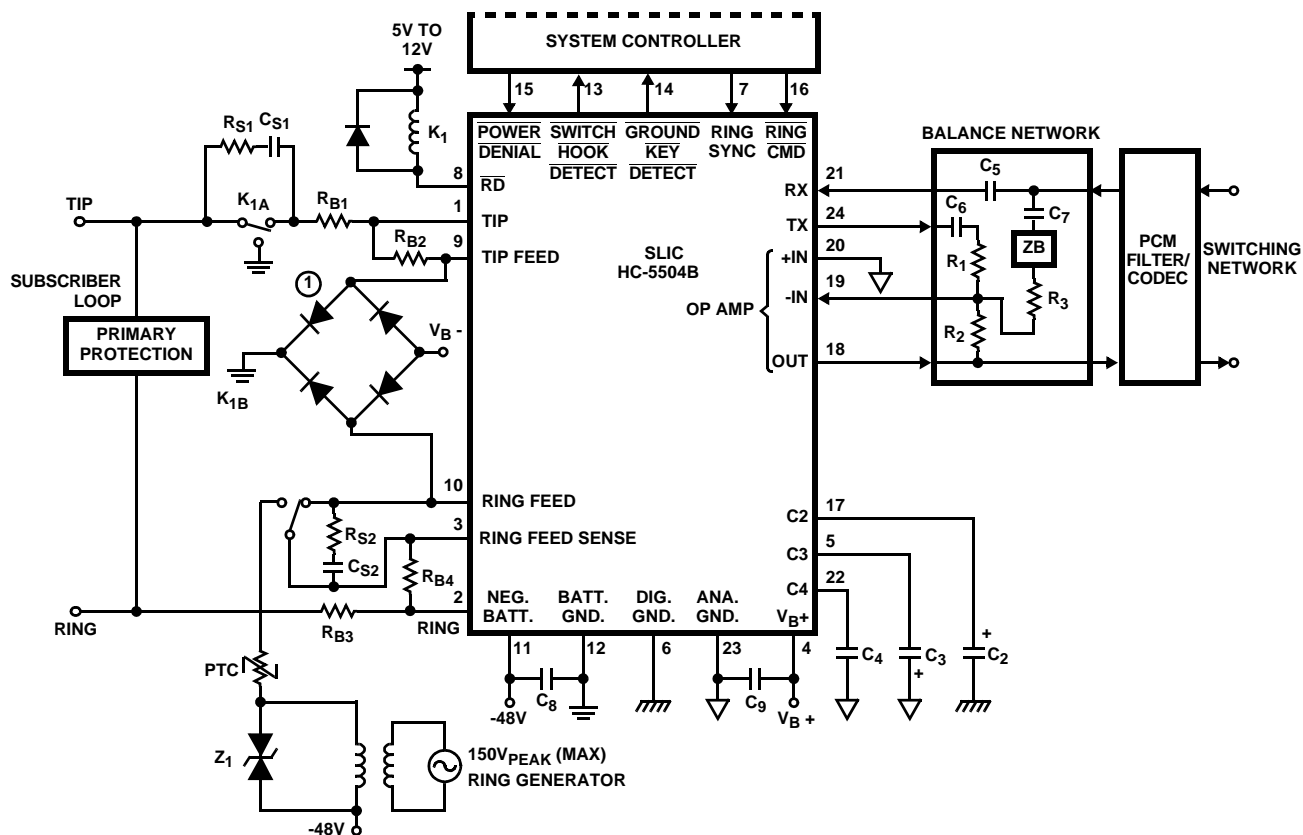 5V TO
12V
SYSTEM CONTROLLER
15
13
14
7
16
RS1
CS1
K1
POWER
DENIAL
SWITCH
HOOK
DETECT
GROUND
KEY
DETECT
RING
SYNC
RING
CMD
BALANCE NETWORK
8
RD
21
RX
C5
TIP
K1A
RB1
1
TIP
24
TX
C6
C7
RB2
9
TIP FEED
SLIC
HC-5504B
20
+IN
R1
ZB
PCM
FILTER/
CODEC
SWITCHING
NETWORK
SUBSCRIBER
LOOP
1
OP AMP
19
-IN
R3
PRIMARY
PROTECTION
VB -
R2
18
OUT
K1B
10
RING FEED
17
C2
3
RING FEED SENSE
RS2
5
C3
CS2
RB4
22
C4
RING
RB3
2
RING
NEG.
BATT.
BATT.
GND.
DIG.
GND.
ANA.
GND.
VB+
11
12
6
23
4
C4
C3
+
+
C2
PTC
C8
-48V
C9
VB +
Z1
150VPEAK (MAX)
RING GENERATOR
-48V